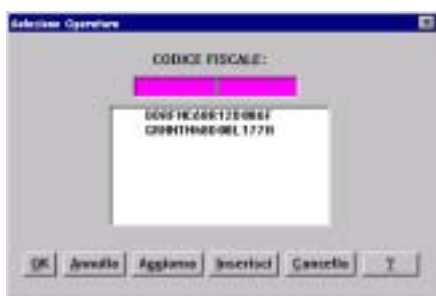 Selezione Operatore
CODICE FISCALE:
OK Annulla Aggiorna Inserisci Cancella ?